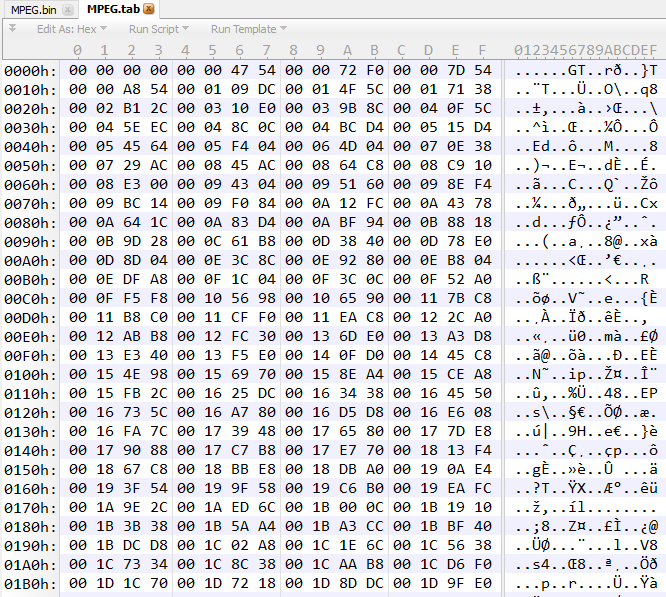 MPEG.bin MPEG.tab
Edit As: Hex Run Script Run Template
0 1 2 3 4 5 6 7 8 9 A B C D E F 0123456789ABCDEF
0000h: 00 00 00 00 00 00 47 54 00 00 72 F0 00 00 7D 54 ......GT..rð..}T
0010h: 00 00 A8 54 00 01 09 DC 00 01 4F 5C 00 01 71 38 ..¨T...Ü..O\..q8
0020h: 00 02 B1 2C 00 03 10 E0 00 03 9B 8C 00 04 0F 5C ..±,...à..›Œ...\
0030h: 00 04 5E EC 00 04 8C 0C 00 04 BC D4 00 05 15 D4 ..^ì..Œ...¼Ô...Ô
0040h: 00 05 45 64 00 05 F4 04 00 06 4D 04 00 07 0E 38 ..Ed..ô...M....8
0050h: 00 07 29 AC 00 08 45 AC 00 08 64 C8 00 08 C9 10 ..)¬..E¬..dÈ..É.
0060h: 00 08 E3 00 00 09 43 04 00 09 51 60 00 09 8E F4 ..ã...C...Q`..Žô
0070h: 00 09 BC 14 00 09 F0 84 00 0A 12 FC 00 0A 43 78 ..¼...ð„...ü..Cx
0080h: 00 0A 64 1C 00 0A 83 D4 00 0A BF 94 00 0B 88 18 ..d...ƒÔ..¿”..ˆ.
0090h: 00 0B 9D 28 00 0C 61 B8 00 0D 38 40 00 0D 78 E0 ...(..a¸..8@..xà
00A0h: 00 0D 8D 04 00 0E 3C 8C 00 0E 92 80 00 0E B8 04 ......<Œ..’€..¸.
00B0h: 00 0E DF A8 00 0F 1C 04 00 0F 3C 0C 00 0F 52 A0 ..ß¨......<...R
00C0h: 00 0F F5 F8 00 10 56 98 00 10 65 90 00 11 7B C8 ..õø..V˜..e...{È
00D0h: 00 11 B8 C0 00 11 CF F0 00 11 EA C8 00 12 2C A0 ..¸À..Ïð..êÈ..,
00E0h: 00 12 AB B8 00 12 FC 30 00 13 6D E0 00 13 A3 D8 ..«¸..ü0..mà..£Ø
00F0h: 00 13 E3 40 00 13 F5 E0 00 14 0F D0 00 14 45 C8 ..ã@..õà...Ð..EÈ
0100h: 00 15 4E 98 00 15 69 70 00 15 8E A4 00 15 CE A8 ..N˜..ip..Ž¤..Î¨
0110h: 00 15 FB 2C 00 16 25 DC 00 16 34 38 00 16 45 50 ..û,..%Ü..48..EP
0120h: 00 16 73 5C 00 16 A7 80 00 16 D5 D8 00 16 E6 08 ..s\..§€..ÕØ..æ.
0130h: 00 16 FA 7C 00 17 39 48 00 17 65 80 00 17 7D E8 ..ú|..9H..e€..}è
0140h: 00 17 90 88 00 17 C7 B8 00 17 E7 70 00 18 13 F4 ...ˆ..Ç¸..çp...ô
0150h: 00 18 67 C8 00 18 BB E8 00 18 DB A0 00 19 0A E4 ..gÈ..»è..Û ...ä
0160h: 00 19 3F 54 00 19 9F 58 00 19 C6 B0 00 19 EA FC ..?T..ŸX..Æ°..êü
0170h: 00 1A 9E 2C 00 1A ED 6C 00 1B 00 0C 00 1B 19 10 ..ž,..íl........
0180h: 00 1B 3B 38 00 1B 5A A4 00 1B A3 CC 00 1B BF 40 ..;8..Z¤..£Ì..¿@
0190h: 00 1B DC D8 00 1C 02 A8 00 1C 1E 6C 00 1C 56 38 ..ÜØ...¨...l..V8
01A0h: 00 1C 73 34 00 1C 8C 38 00 1C AA B8 00 1C D6 F0 ..s4..Œ8..ª¸..Öð
01B0h: 00 1D 1C 70 00 1D 72 18 00 1D 8D DC 00 1D 9F E0 ...p..r....Ü..Ÿà